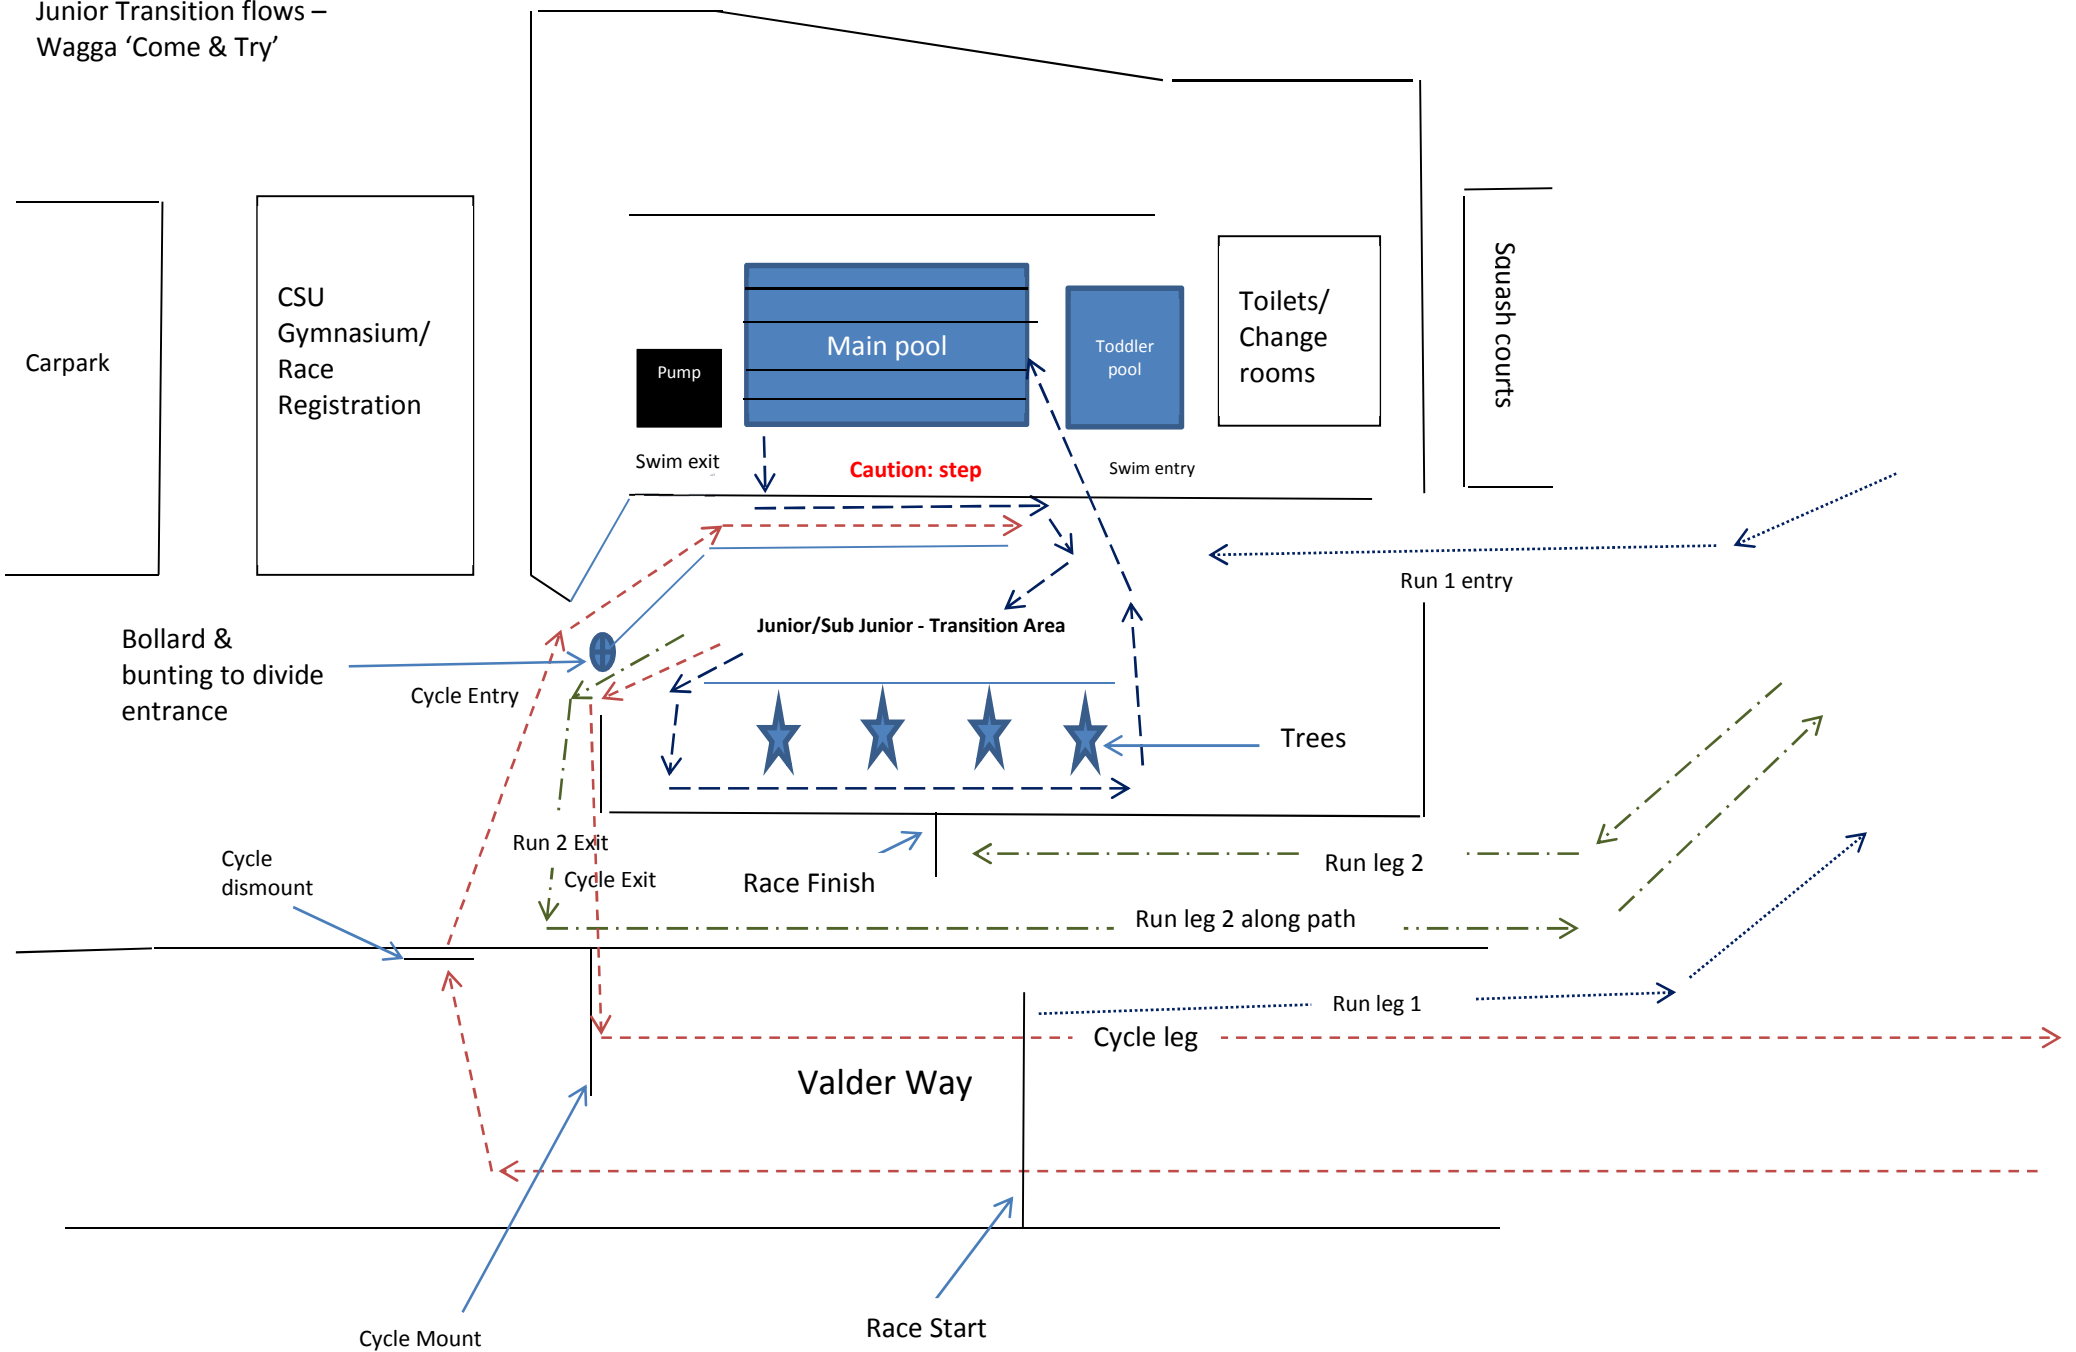 Junior Transition flows –
Wagga ‘Come & Try’
Carpark
CSU
Gymnasium/
Race
Registration
Pump
Main pool
Toddler
pool
Toilets/
Change
rooms
Squash courts
Swim exit
Caution: step
Swim entry
Run 1 entry
Junior/Sub Junior - Transition Area
Bollard &
bunting to divide
entrance
Cycle Entry
Trees
Run 2 Exit
Cycle Exit
Cycle
dismount
Race Finish
Run leg 2
Run leg 2 along path
Run leg 1
Cycle leg
Valder Way
Cycle Mount
Race Start